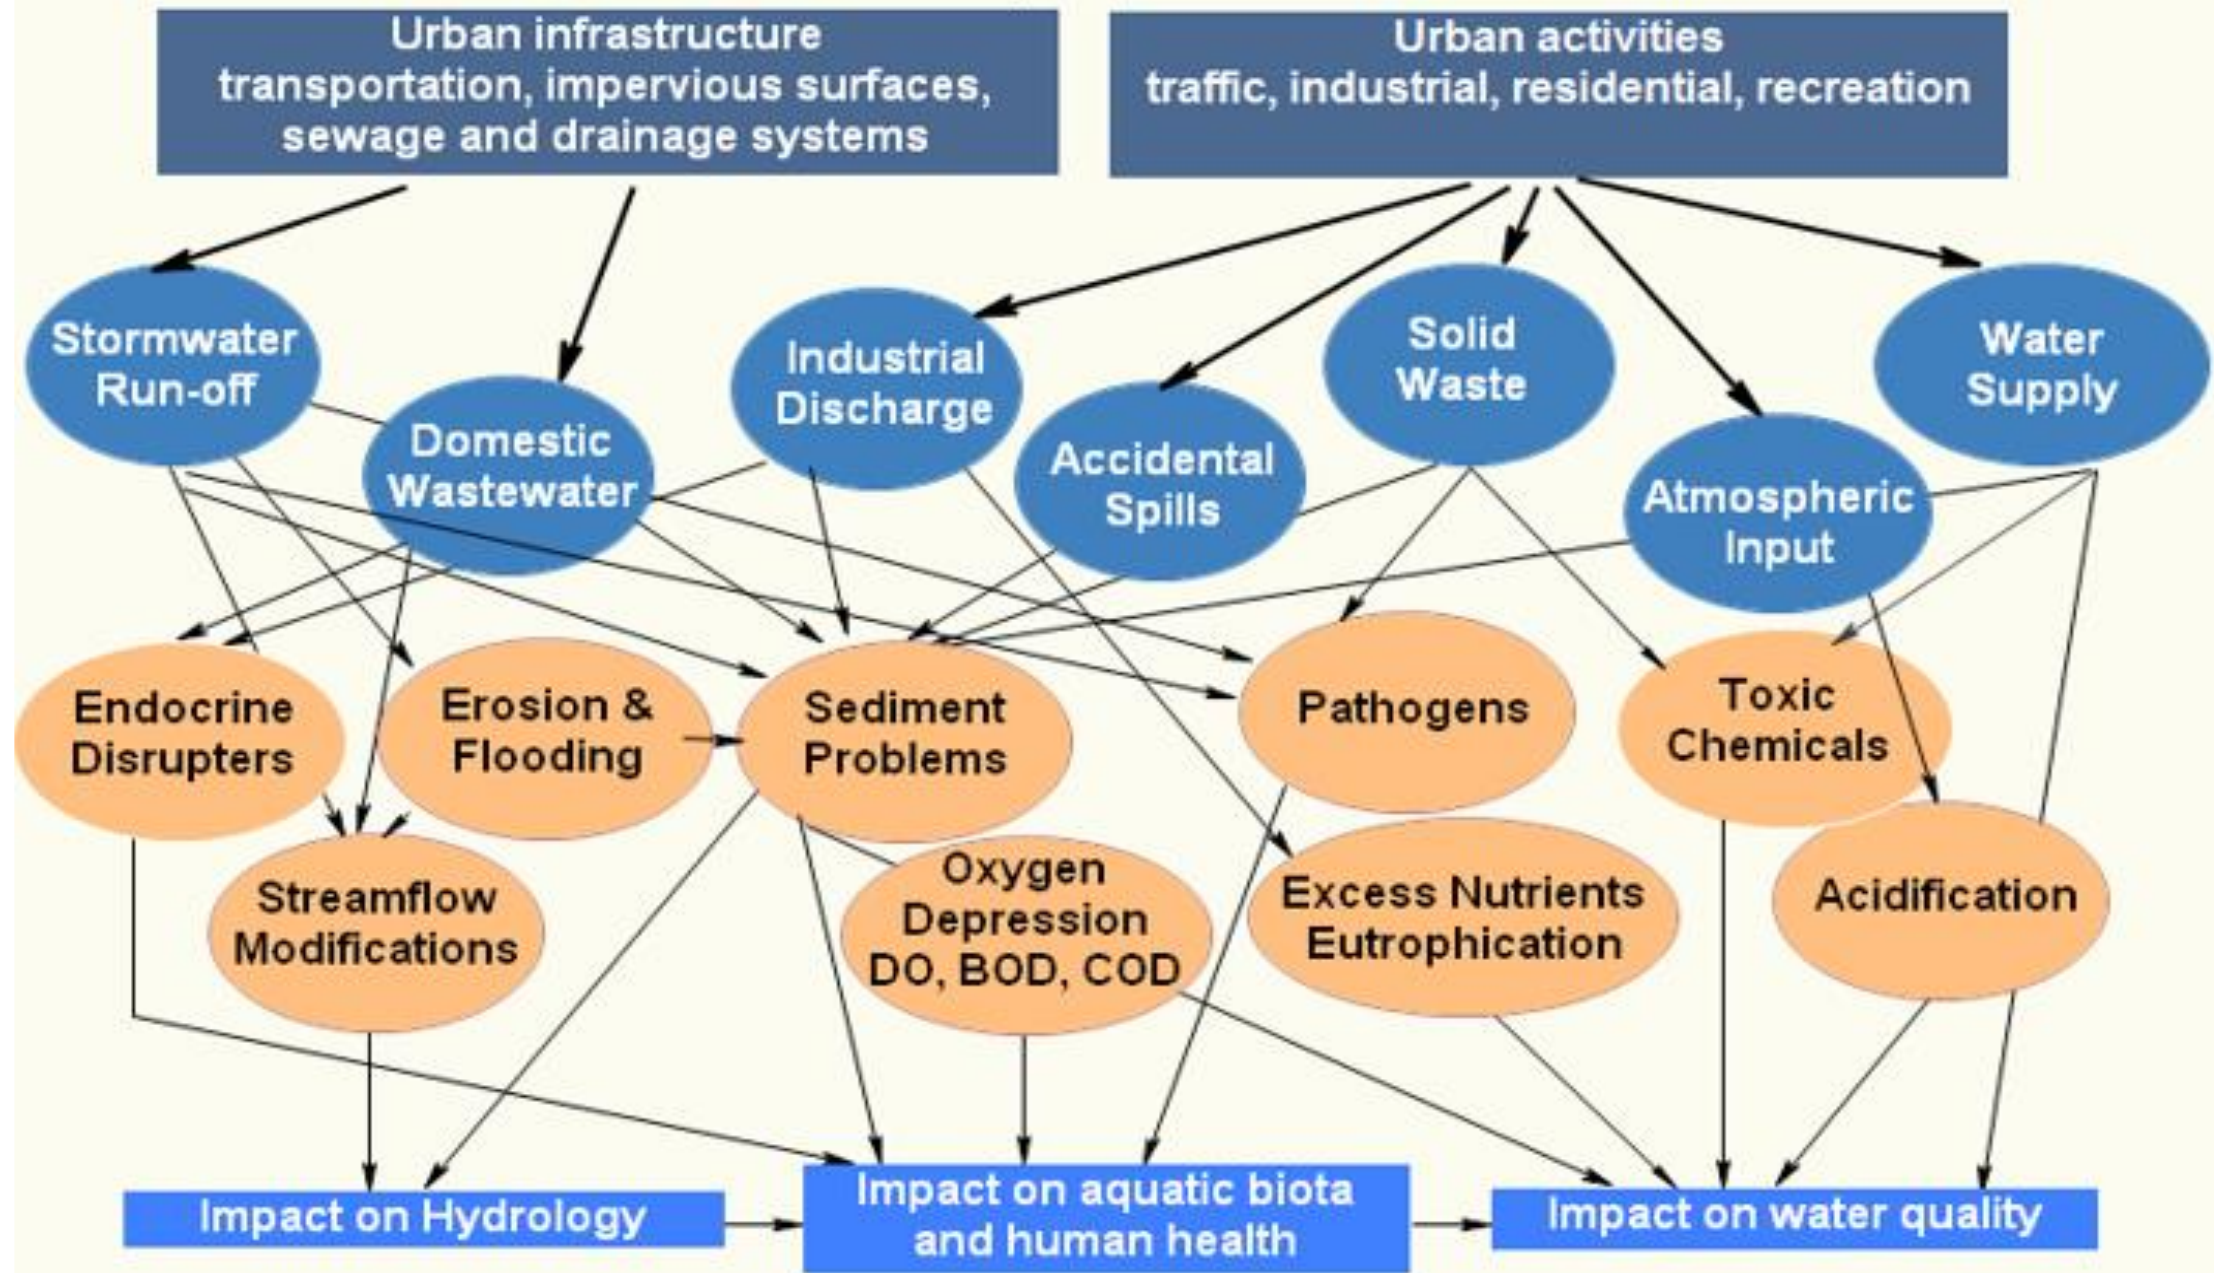 Urban infrastructure
transportation, impervious surfaces,
sewage and drainage systems
Urban activities
traffic, industrial, residential, recreation
Stormwater
Run-off
Domestic
Wastewater
Industrial
Discharge
Accidental
Spills
Solid
Waste
Atmospheric
Input
Water
Supply
Endocrine
Disrupters
Erosion &
Flooding
Sediment
Problems
Pathogens
Toxic
Chemicals
Streamflow
Modifications
Oxygen
Depression
DO, BOD, COD
Excess Nutrients
Eutrophication
Acidification
Impact on Hydrology
Impact on aquatic biota
and human health
Impact on water quality